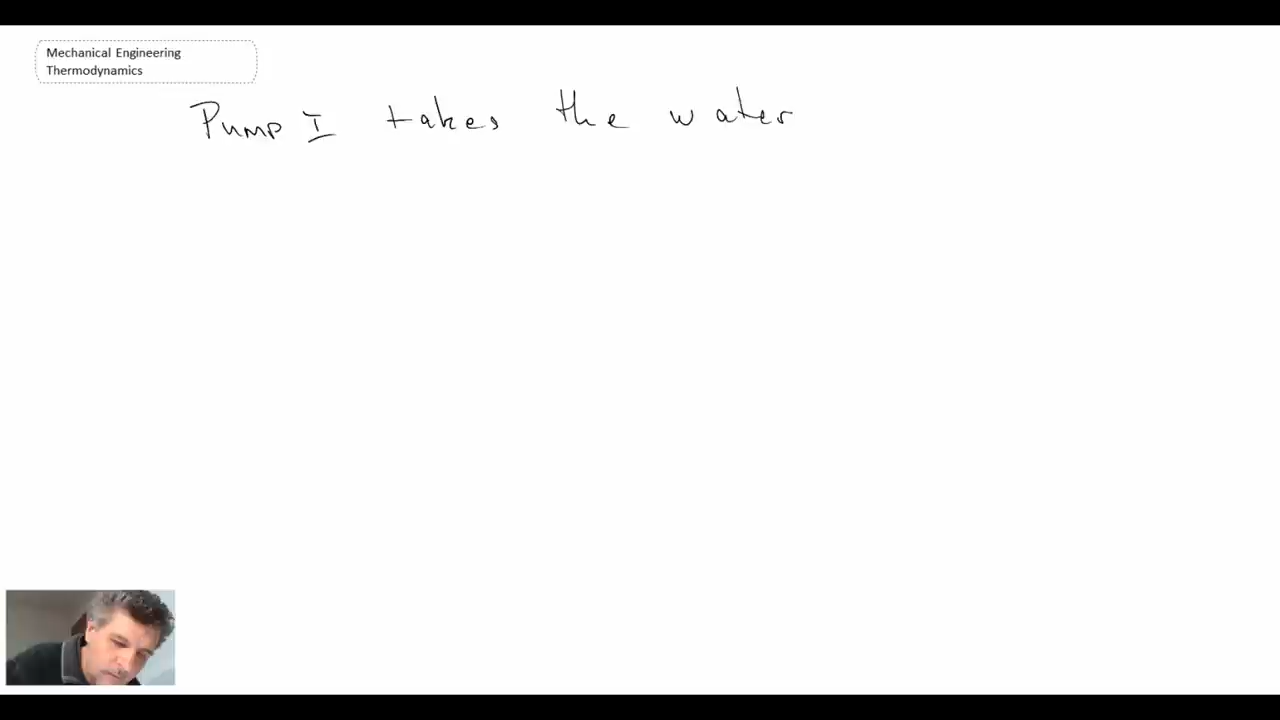 Mechanical Engineering
Thermodynamics
Pump I takes the water